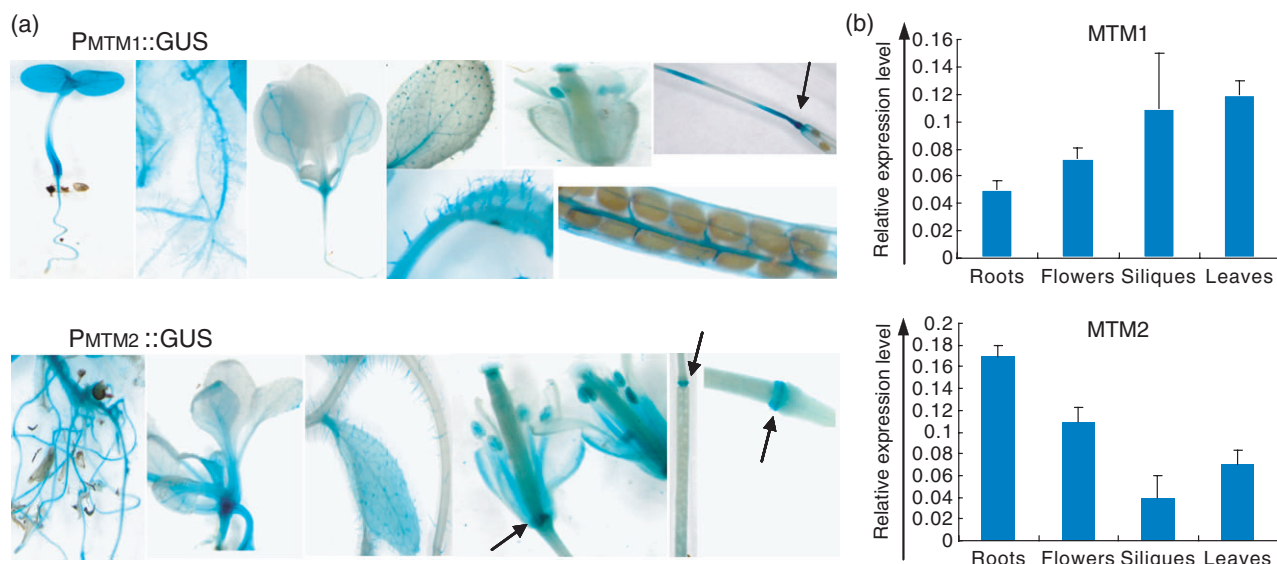 (a)
PMTM1::GUS
PMTM2 ::GUS
(b)
MTM1
Relative expression level
0.16
0.14
0.12
0.1
0.08
0.06
0.04
0.02
0
Roots Flowers Siliques Leaves
MTM2
Relative expression level
0.2
0.18
0.16
0.14
0.12
0.1
0.08
0.06
0.04
0.02
0
Roots Flowers Siliques Leaves